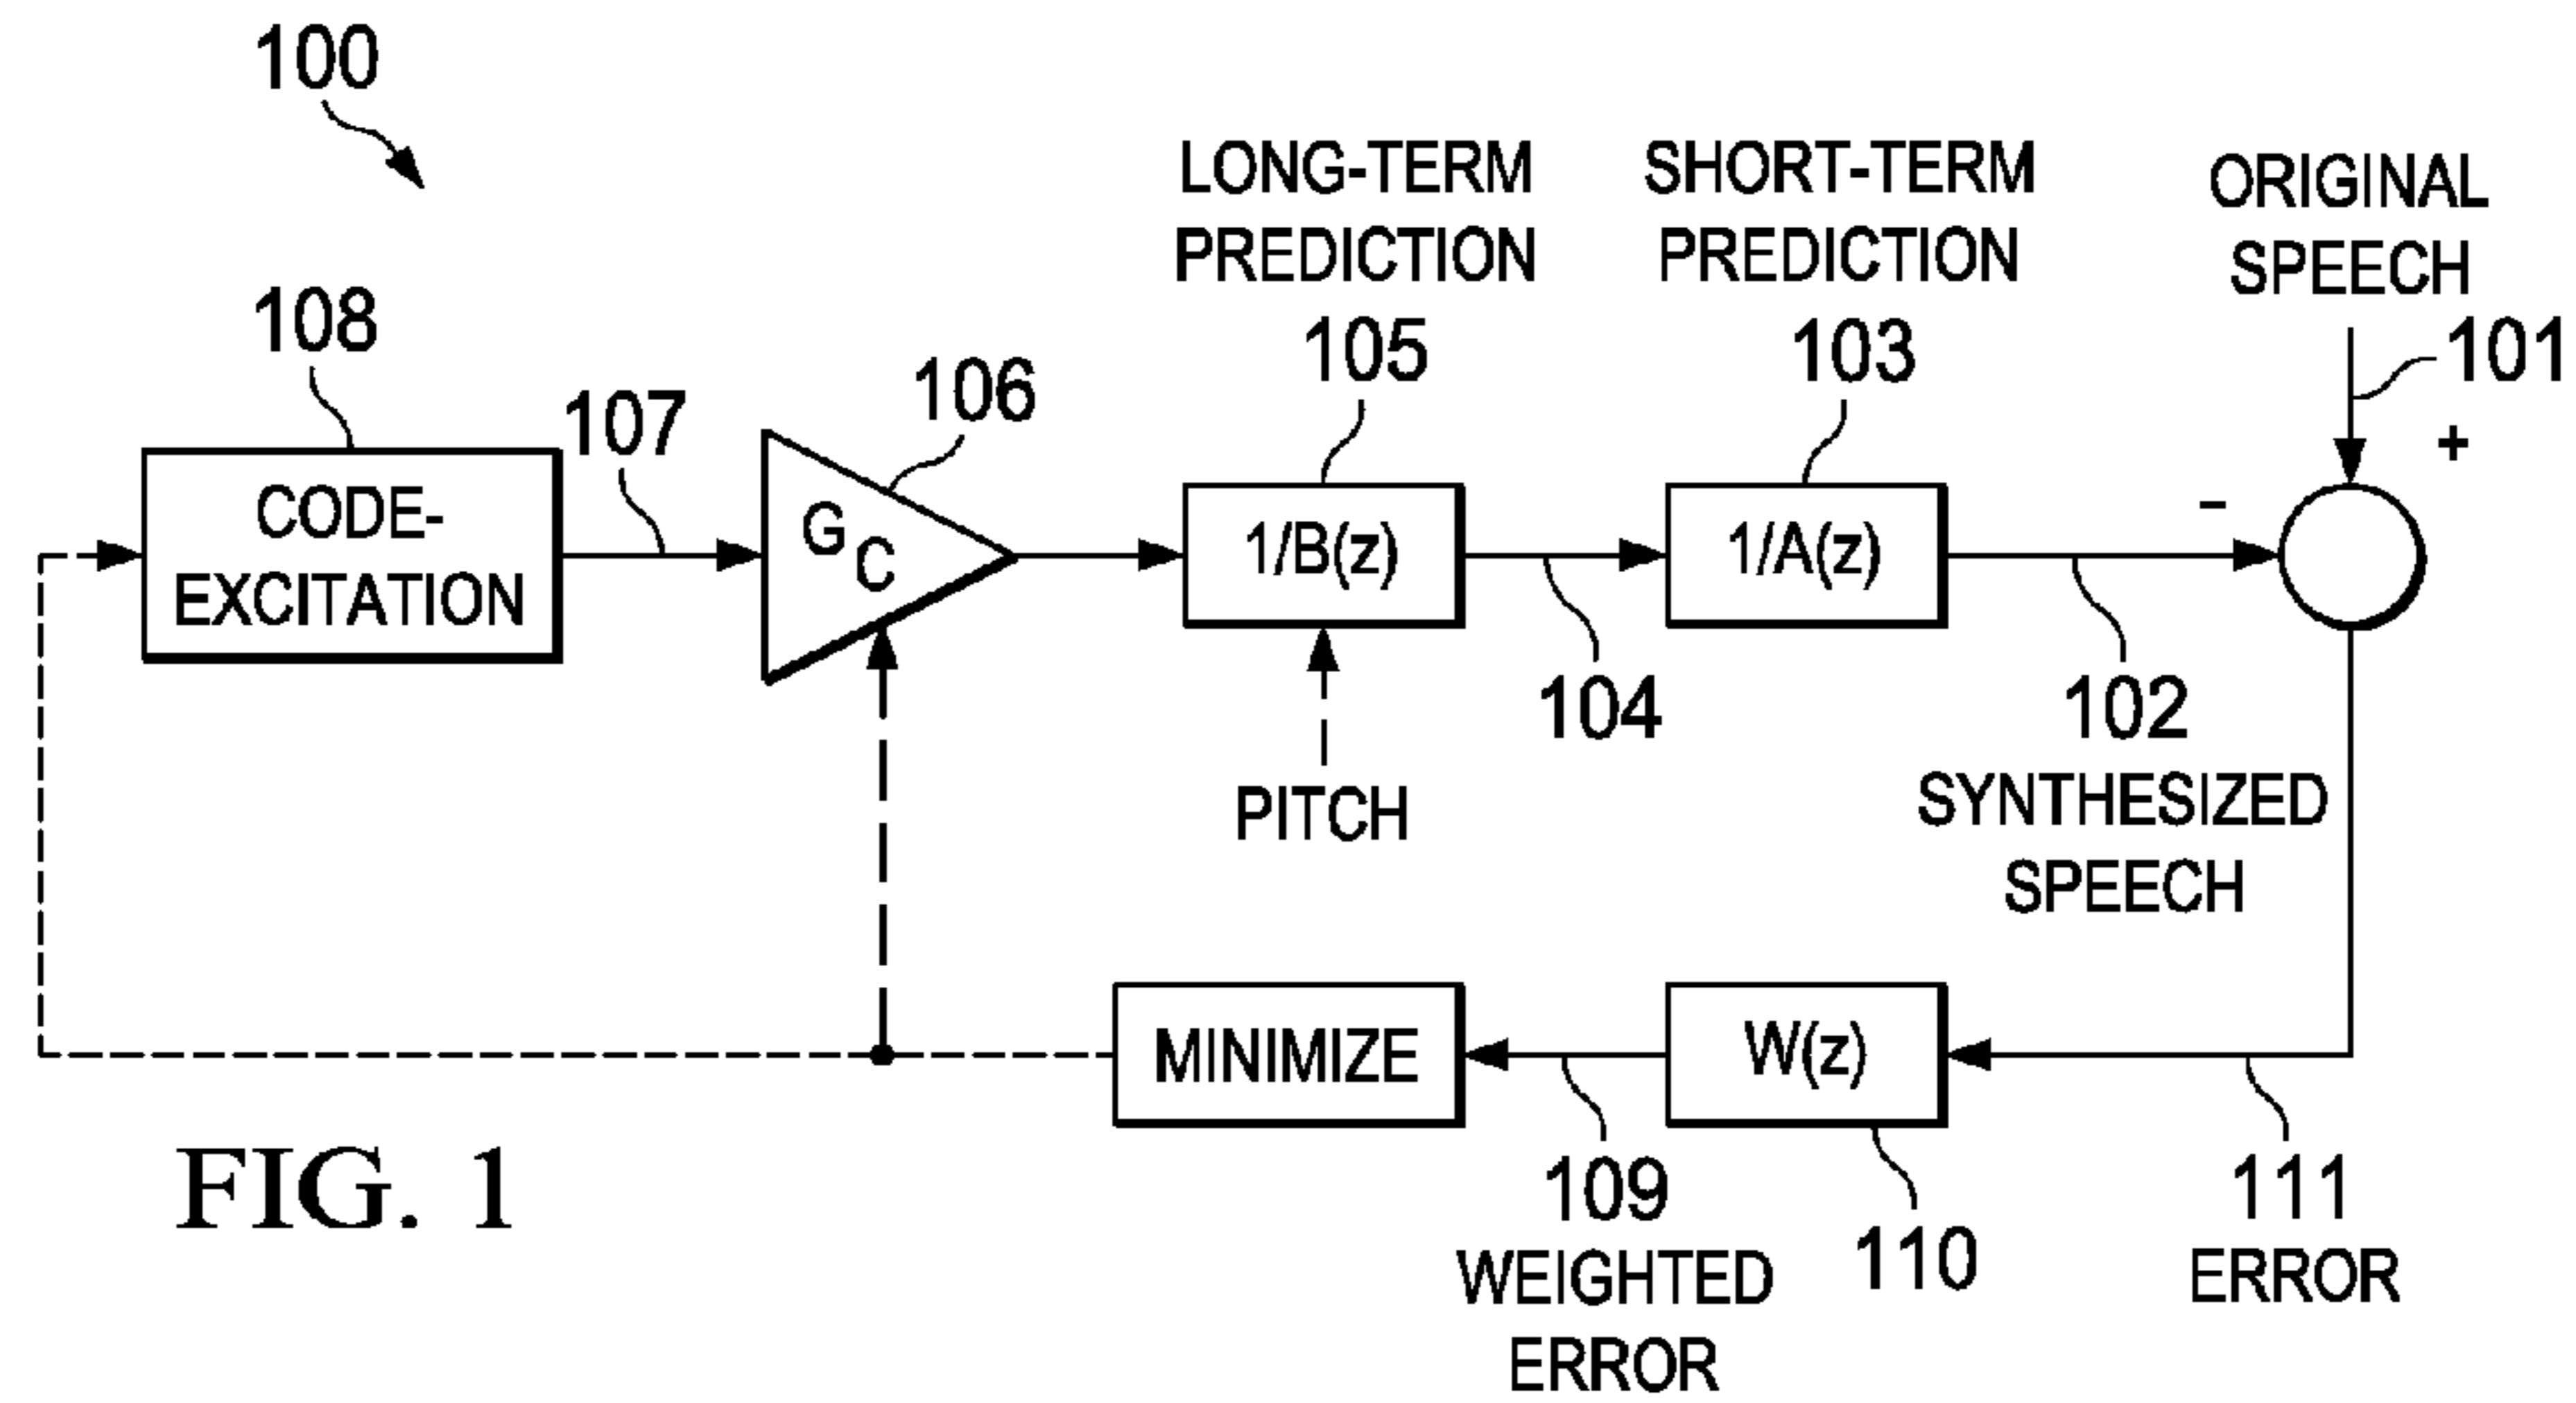 100
LONG-TERM
PREDICTION
105
SHORT-TERM
PREDICTION
103
ORIGINAL
SPEECH
101
+
-
108
CODE-
EXCITATION
107
106
GC
1/B(z)
104
1/A(z)
102
SYNTHESIZED
SPEECH
PITCH
MINIMIZE
W(z)
109
WEIGHTED
ERROR
110
111
ERROR
FIG. 1